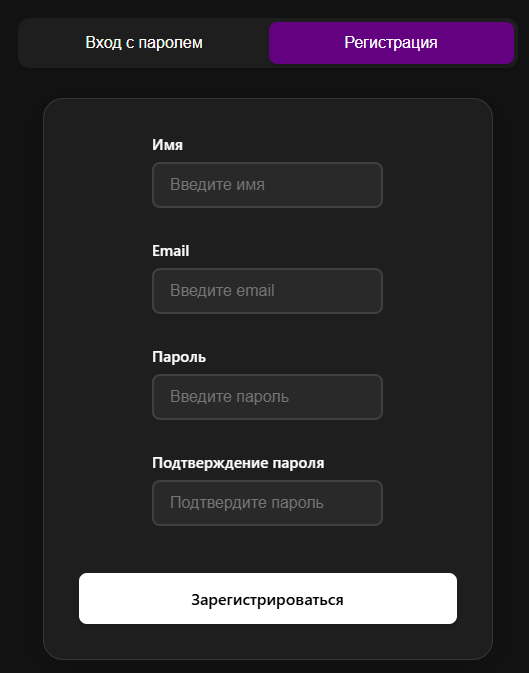 Вход с паролем
Регистрация
Имя
Введите имя
Email
Введите email
Пароль
Введите пароль
Подтверждение пароля
Подтвердите пароль
Зарегистрироваться